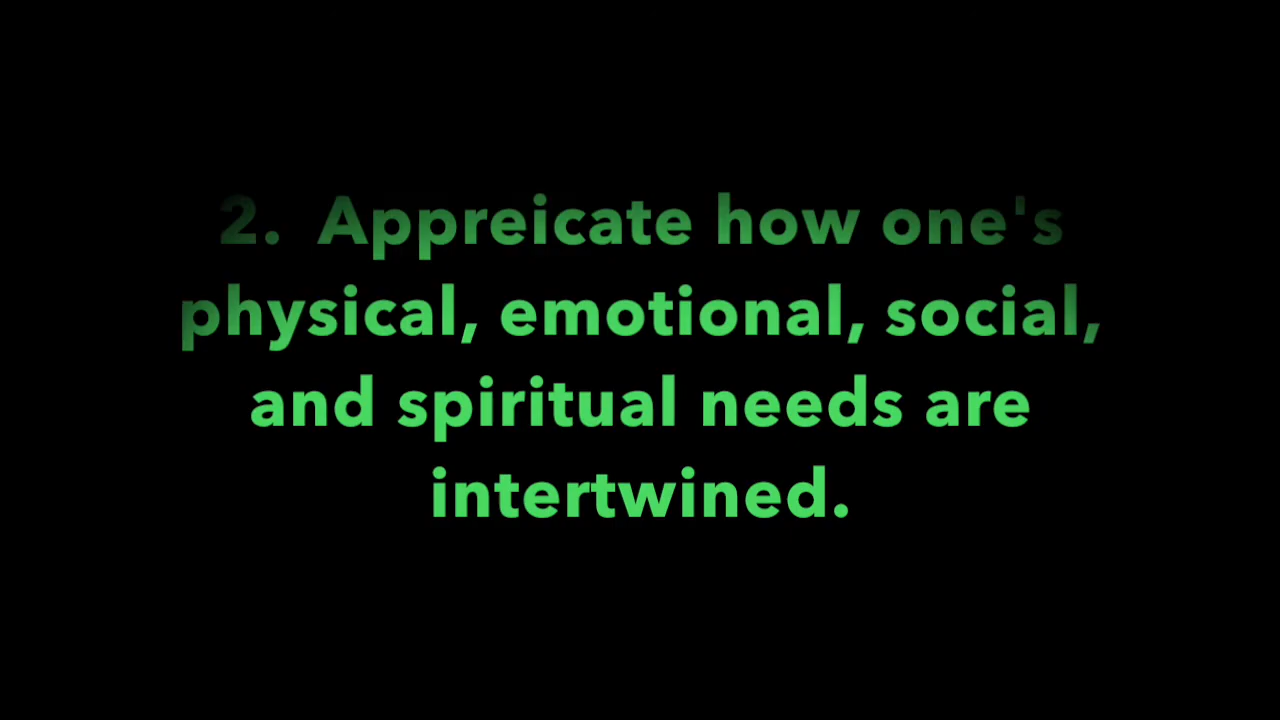 2. Appreicate how one's
physical, emotional, social,
and spiritual needs are
intertwined.